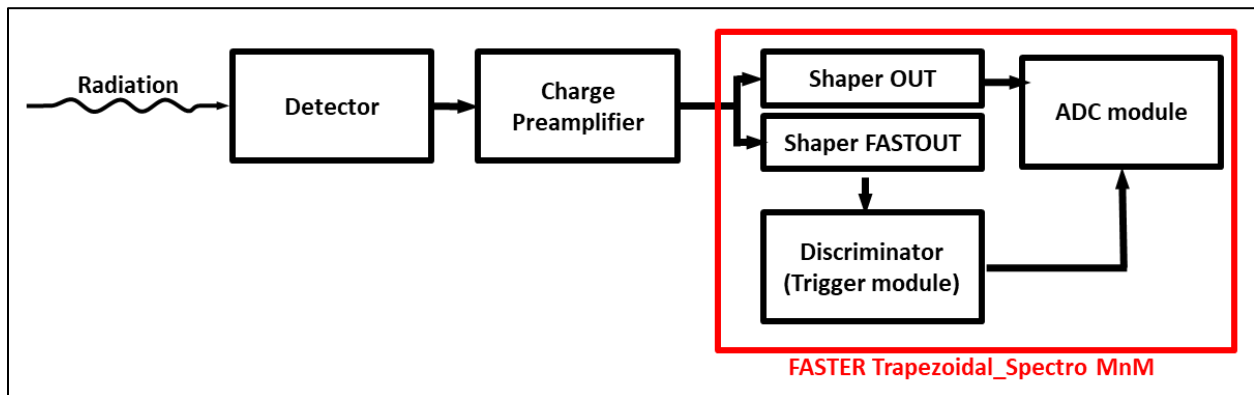 Radiation
Detector
Charge
Preamplifier
Shaper OUT
Shaper FASTOUT
ADC module
Discriminator
(Trigger module)
FASTER Trapezoidal_Spectro MnM